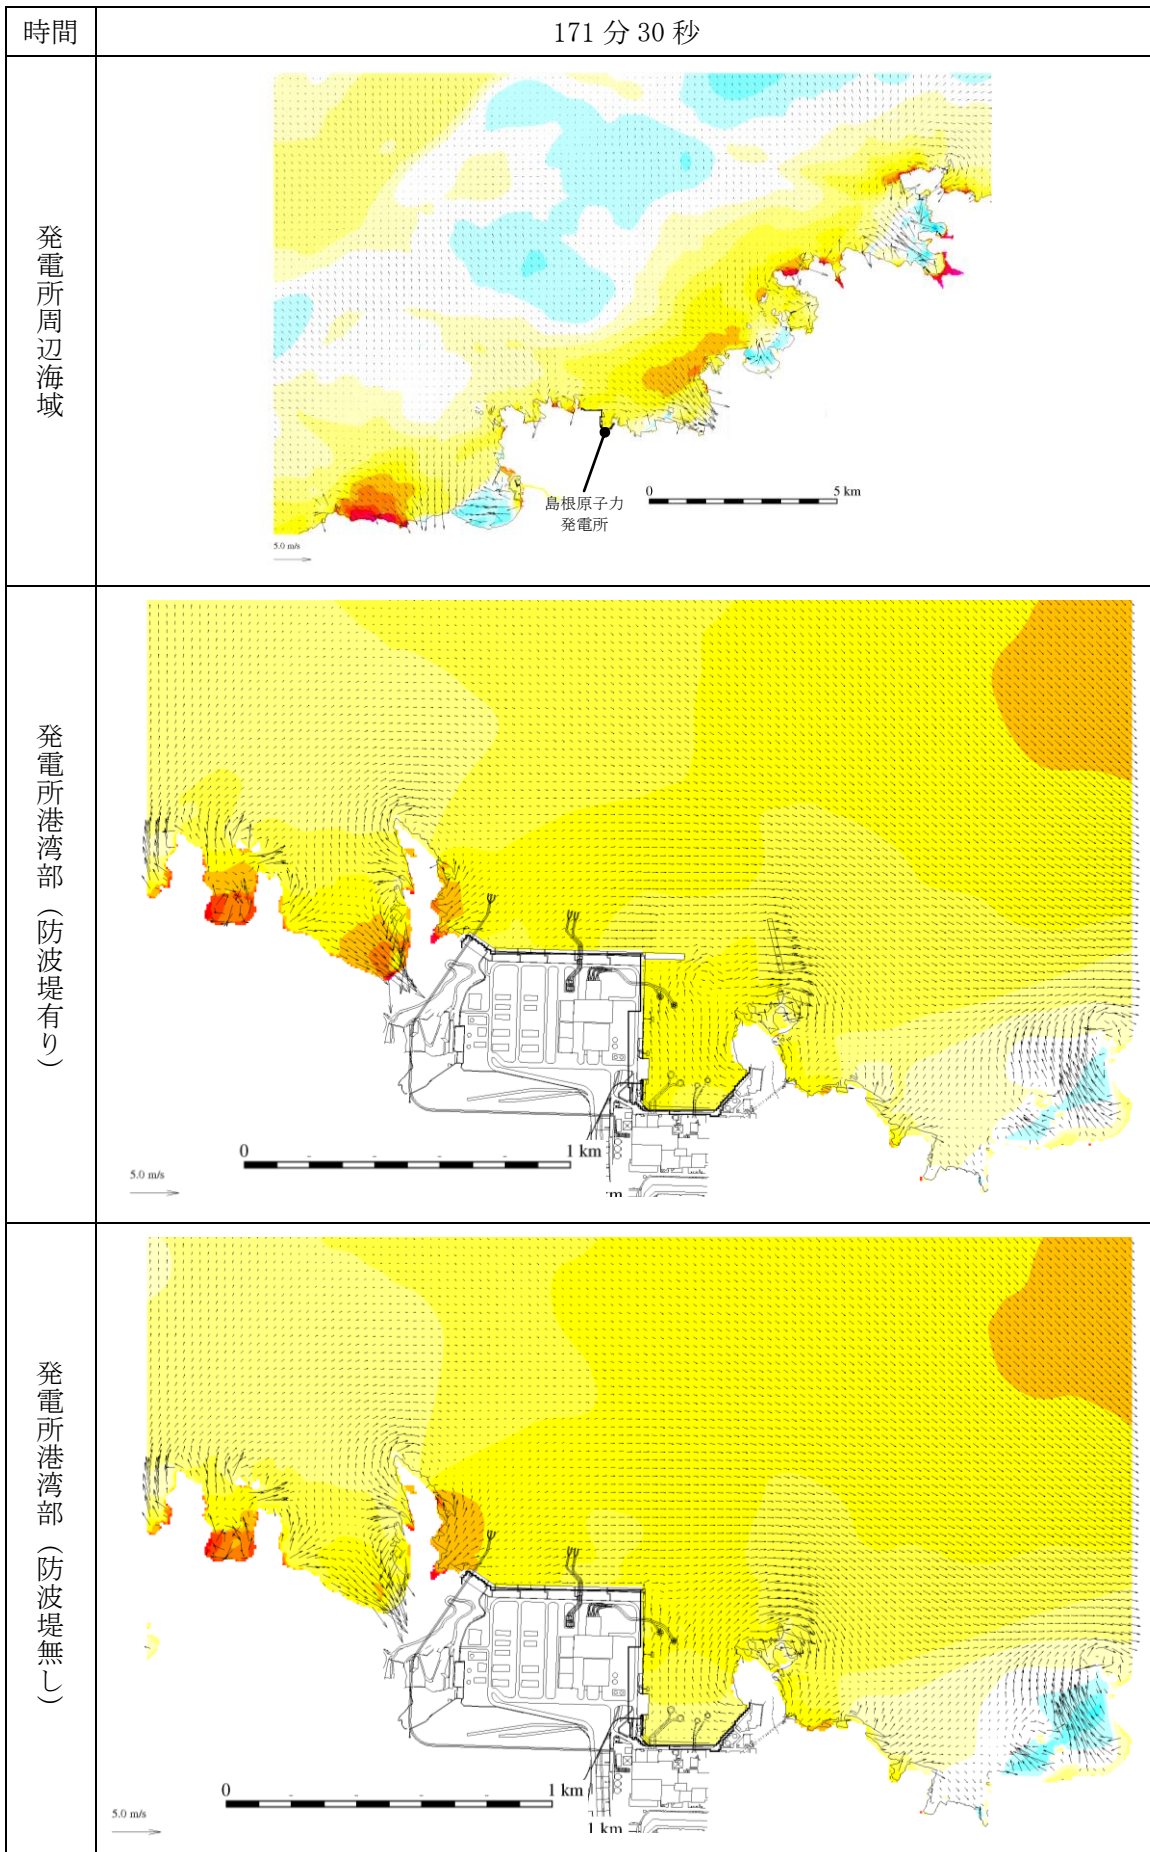 時間
171 分 30 秒
発電所周辺海域
島根原子力
発電所
0
5 km
5.0 m/s
発電所港湾部（防波堤有り）
0
1 km
5.0 m/s
発電所港湾部（防波堤無し）
0
1 km
5.0 m/s
1 km